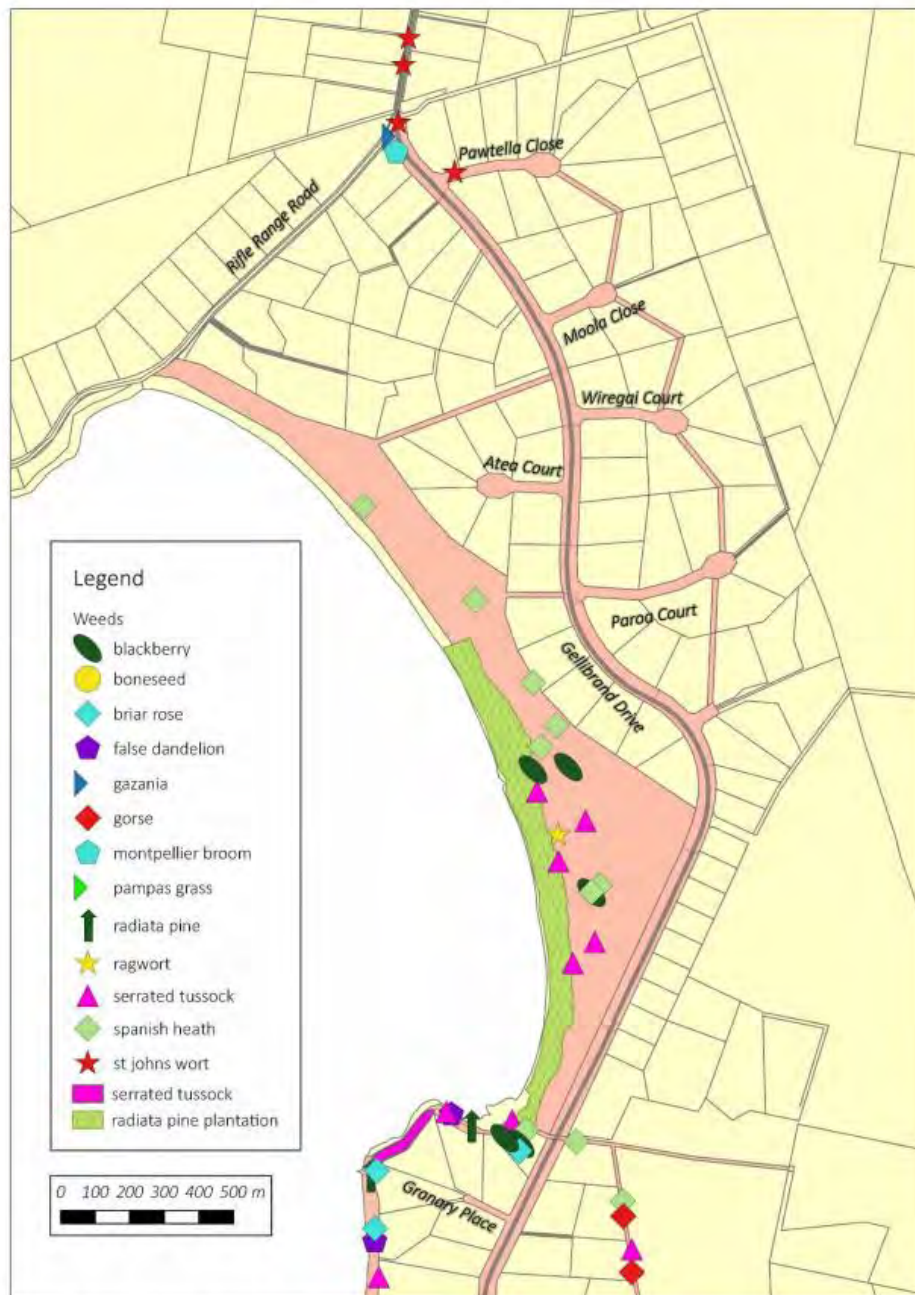 Pawtella Close
Rifle Range Road
Moola Close
Wiregai Court
Atea Court
Paroa Court
Gellibrand Drive
Legend
Weeds
blackberry
boneseed
briar rose
false dandelion
gazania
gorse
montpellier broom
pampas grass
radiata pine
ragwort
serrated tussock
spanish heath
st johns wort
serrated tussock
radiata pine plantation
0 100 200 300 400 500 m
Granary Place